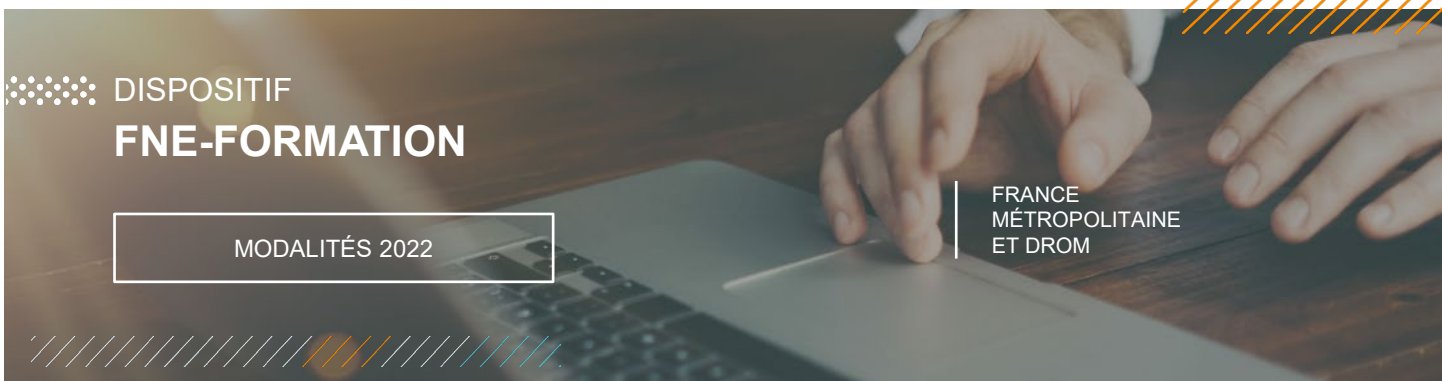 DISPOSITIF
FNE-FORMATION
MODALITÉS 2022
FRANCE
MÉTROPOLITAINE
ET DROM